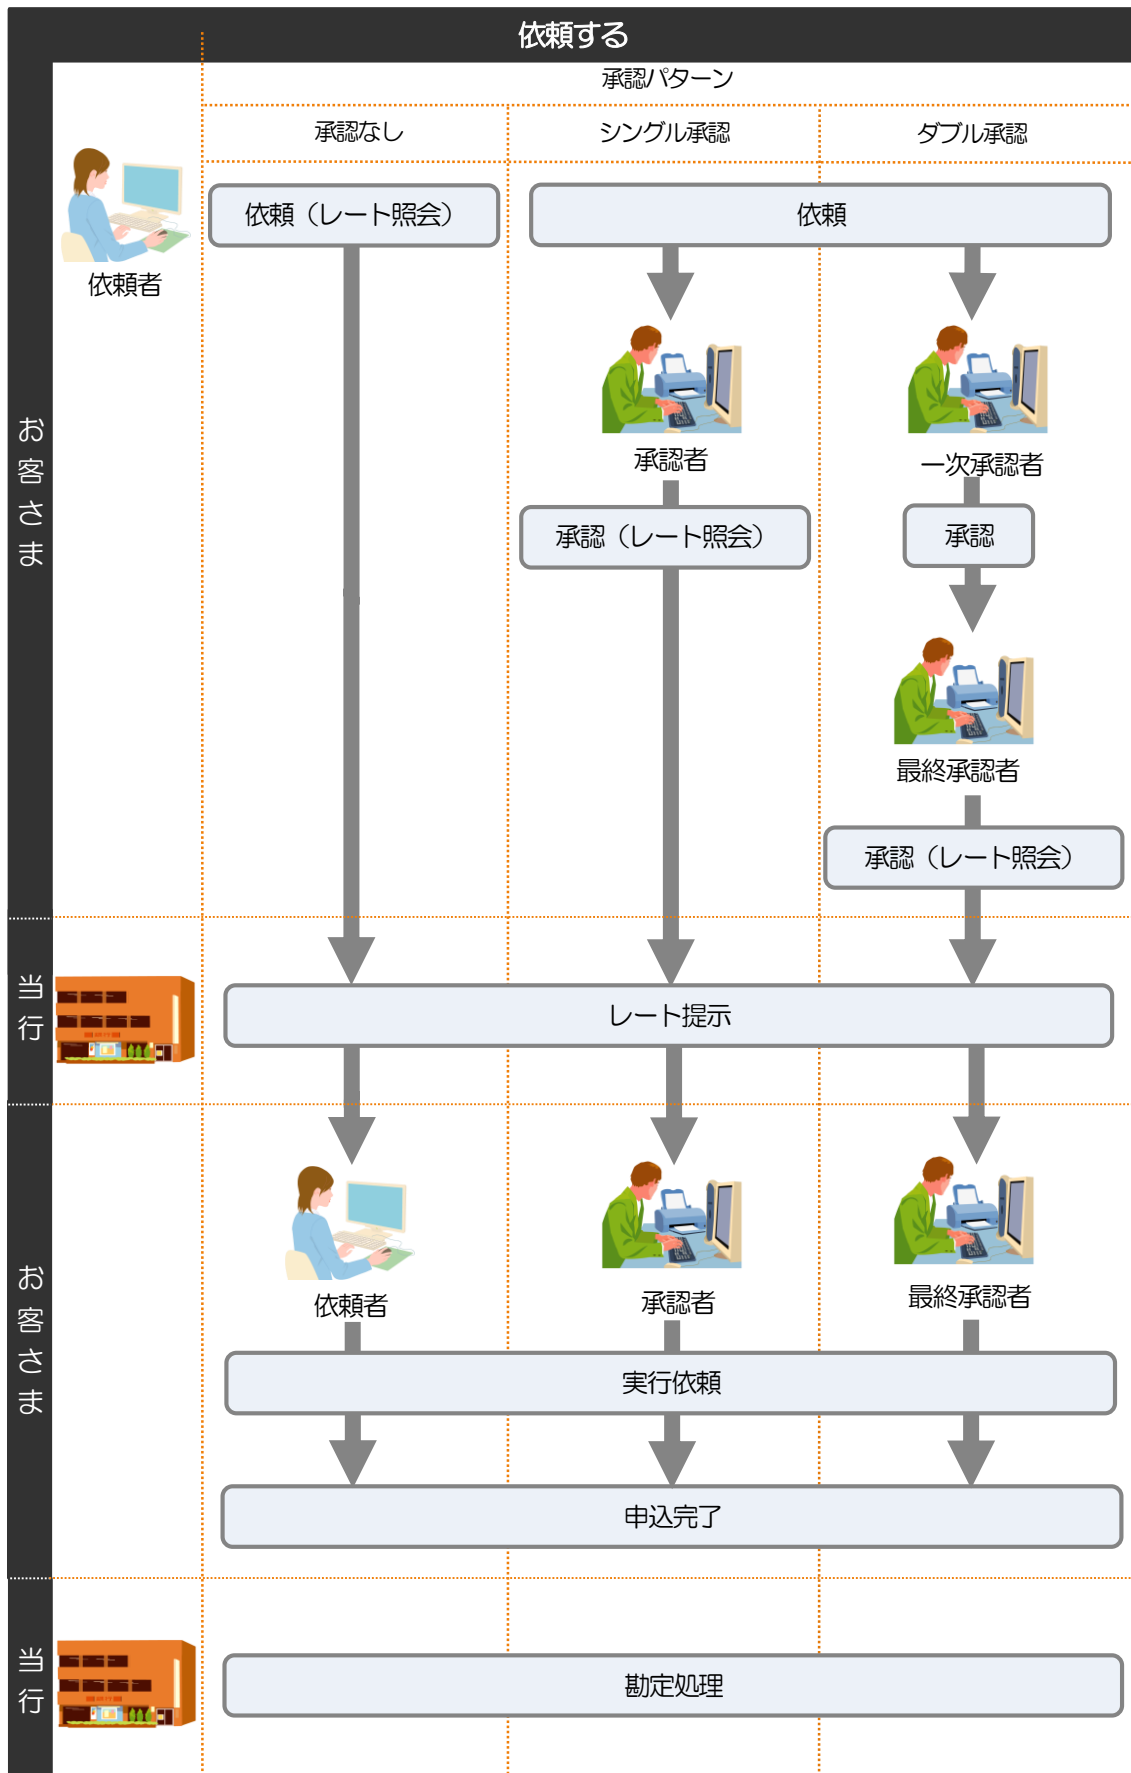 依頼する
承認パターン
承認なし
シングル承認
ダブル承認
お客さま
依頼者
依頼（レート照会）
依頼
承認者
一次承認者
承認（レート照会）
承認
最終承認者
承認（レート照会）
当行
レート提示
お客さま
依頼者
承認者
最終承認者
実行依頼
申込完了
当行
勘定処理